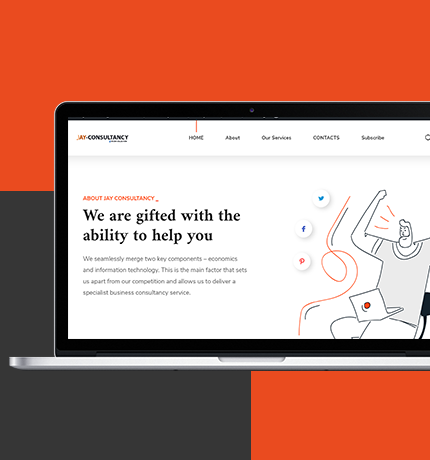 JAY-CONSULTANCY
HOME About Our Services CONTACTS Subscribe
ABOUT JAY CONSULTANCY _
We are gifted with the
ability to help you
We seamlessly merge two key components – economics
and information technology. This is the main factor that sets
us apart from our competition and allows us to deliver a
specialist business consultancy service.